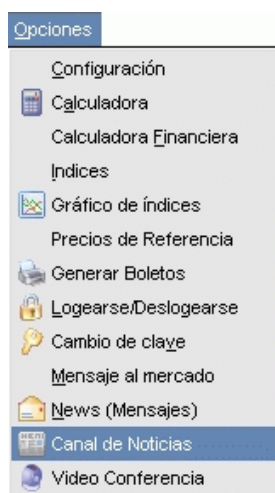 Opciones
Configuración
Calculadora
Calculadora Financiera
Indices
Gráfico de índices
Precios de Referencia
Generar Boletos
Logearse/Deslogearse
Cambio de clave
Mensaje al mercado
News (Mensajes)
Canal de Noticias
Video Conferencia